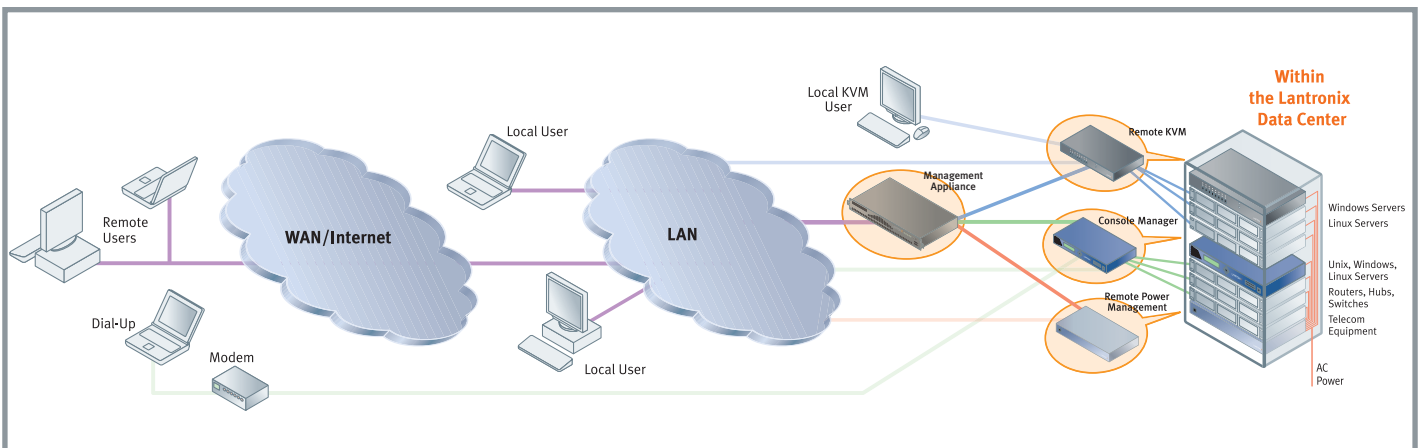 Within
the Lantronix
Data Center
Local KVM
User
Remote KVM
Local User
Management
Appliance
Windows Servers
Linux Servers
Remote
Users
WAN/Internet
LAN
Console Manager
Unix, Windows,
Linux Servers
Routers, Hubs,
Switches
Remote Power
Management
Telecom
Equipment
Dial•Up
Modem
Local User
AC
Power